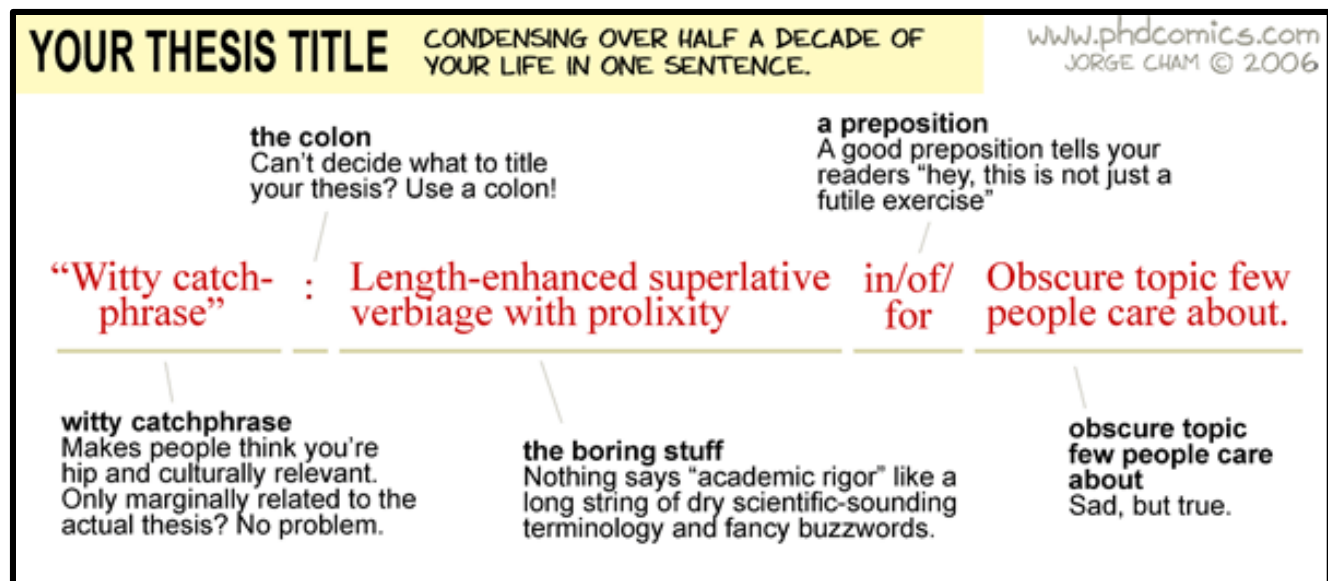 YOUR THESIS TITLE
CONDENSING OVER HALF A DECADE OF
YOUR LIFE IN ONE SENTENCE.
www.phdcomics.com
JORGE CHAM © 2006
the colon
Can't decide what to title
your thesis? Use a colon!
a preposition
A good preposition tells your
readers “hey, this is not just a
futile exercise”
“Witty catch-
phrase”
:
Length-enhanced superlative
verbiage with prolixity
in/of/
for
Obscure topic few
people care about.
witty catchphrase
Makes people think you're
hip and culturally relevant.
Only marginally related to the
actual thesis? No problem.
the boring stuff
Nothing says “academic rigor” like a
long string of dry scientific-sounding
terminology and fancy buzzwords.
obscure topic
few people care
about
Sad, but true.